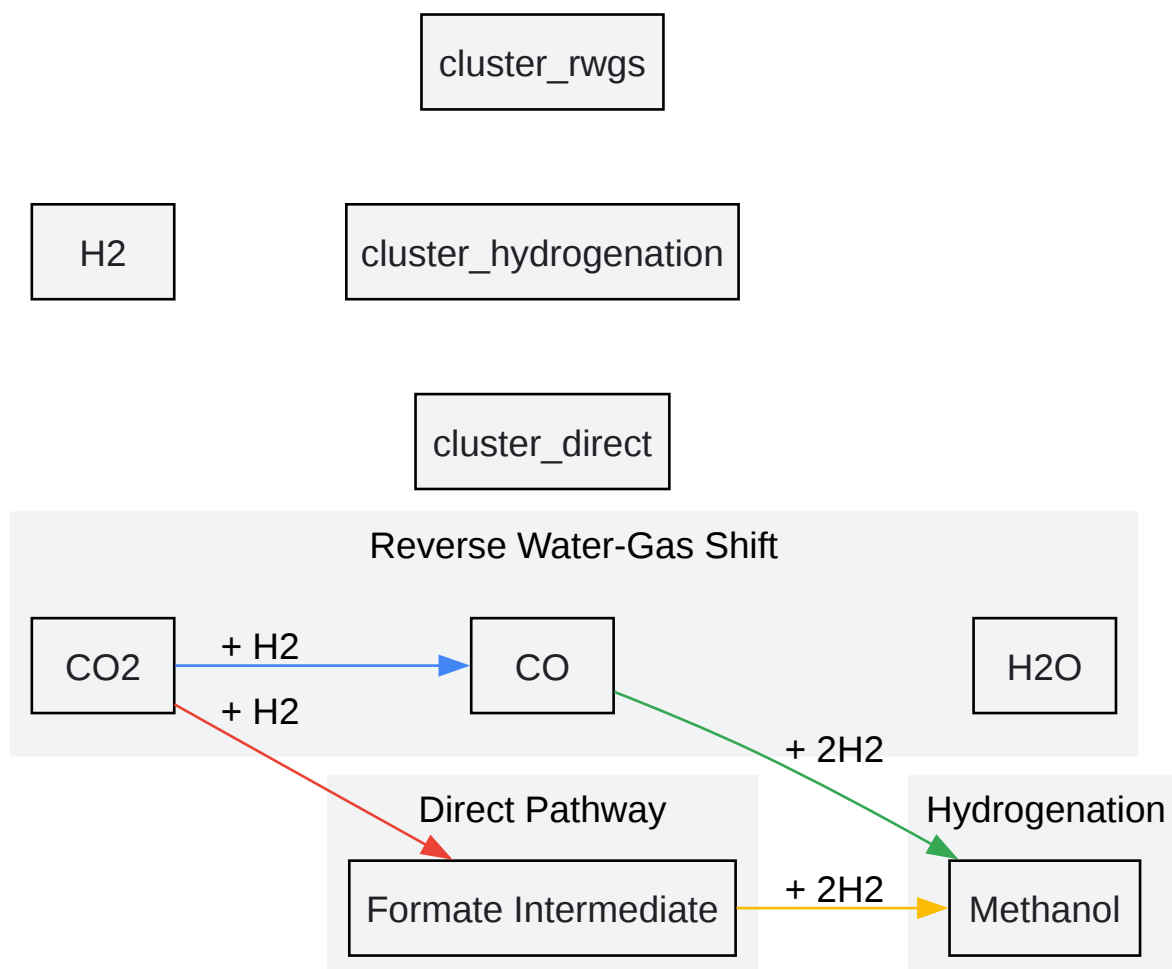 cluster_rwgs
H2
cluster_hydrogenation
cluster_direct
Reverse Water-Gas Shift
CO2
+ H2
CO
H2O
+ H2
+ 2H2
Direct Pathway
Hydrogenation
Formate Intermediate
+ 2H2
Methanol